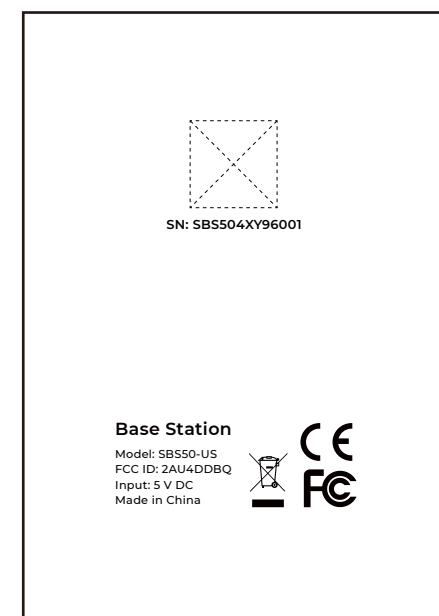 SN: SBS504XY96001
Base Station
Model: SBS50-US
FCC ID: 2AU4DDBQ
Input: 5 V DC
Made in China
CE
FC